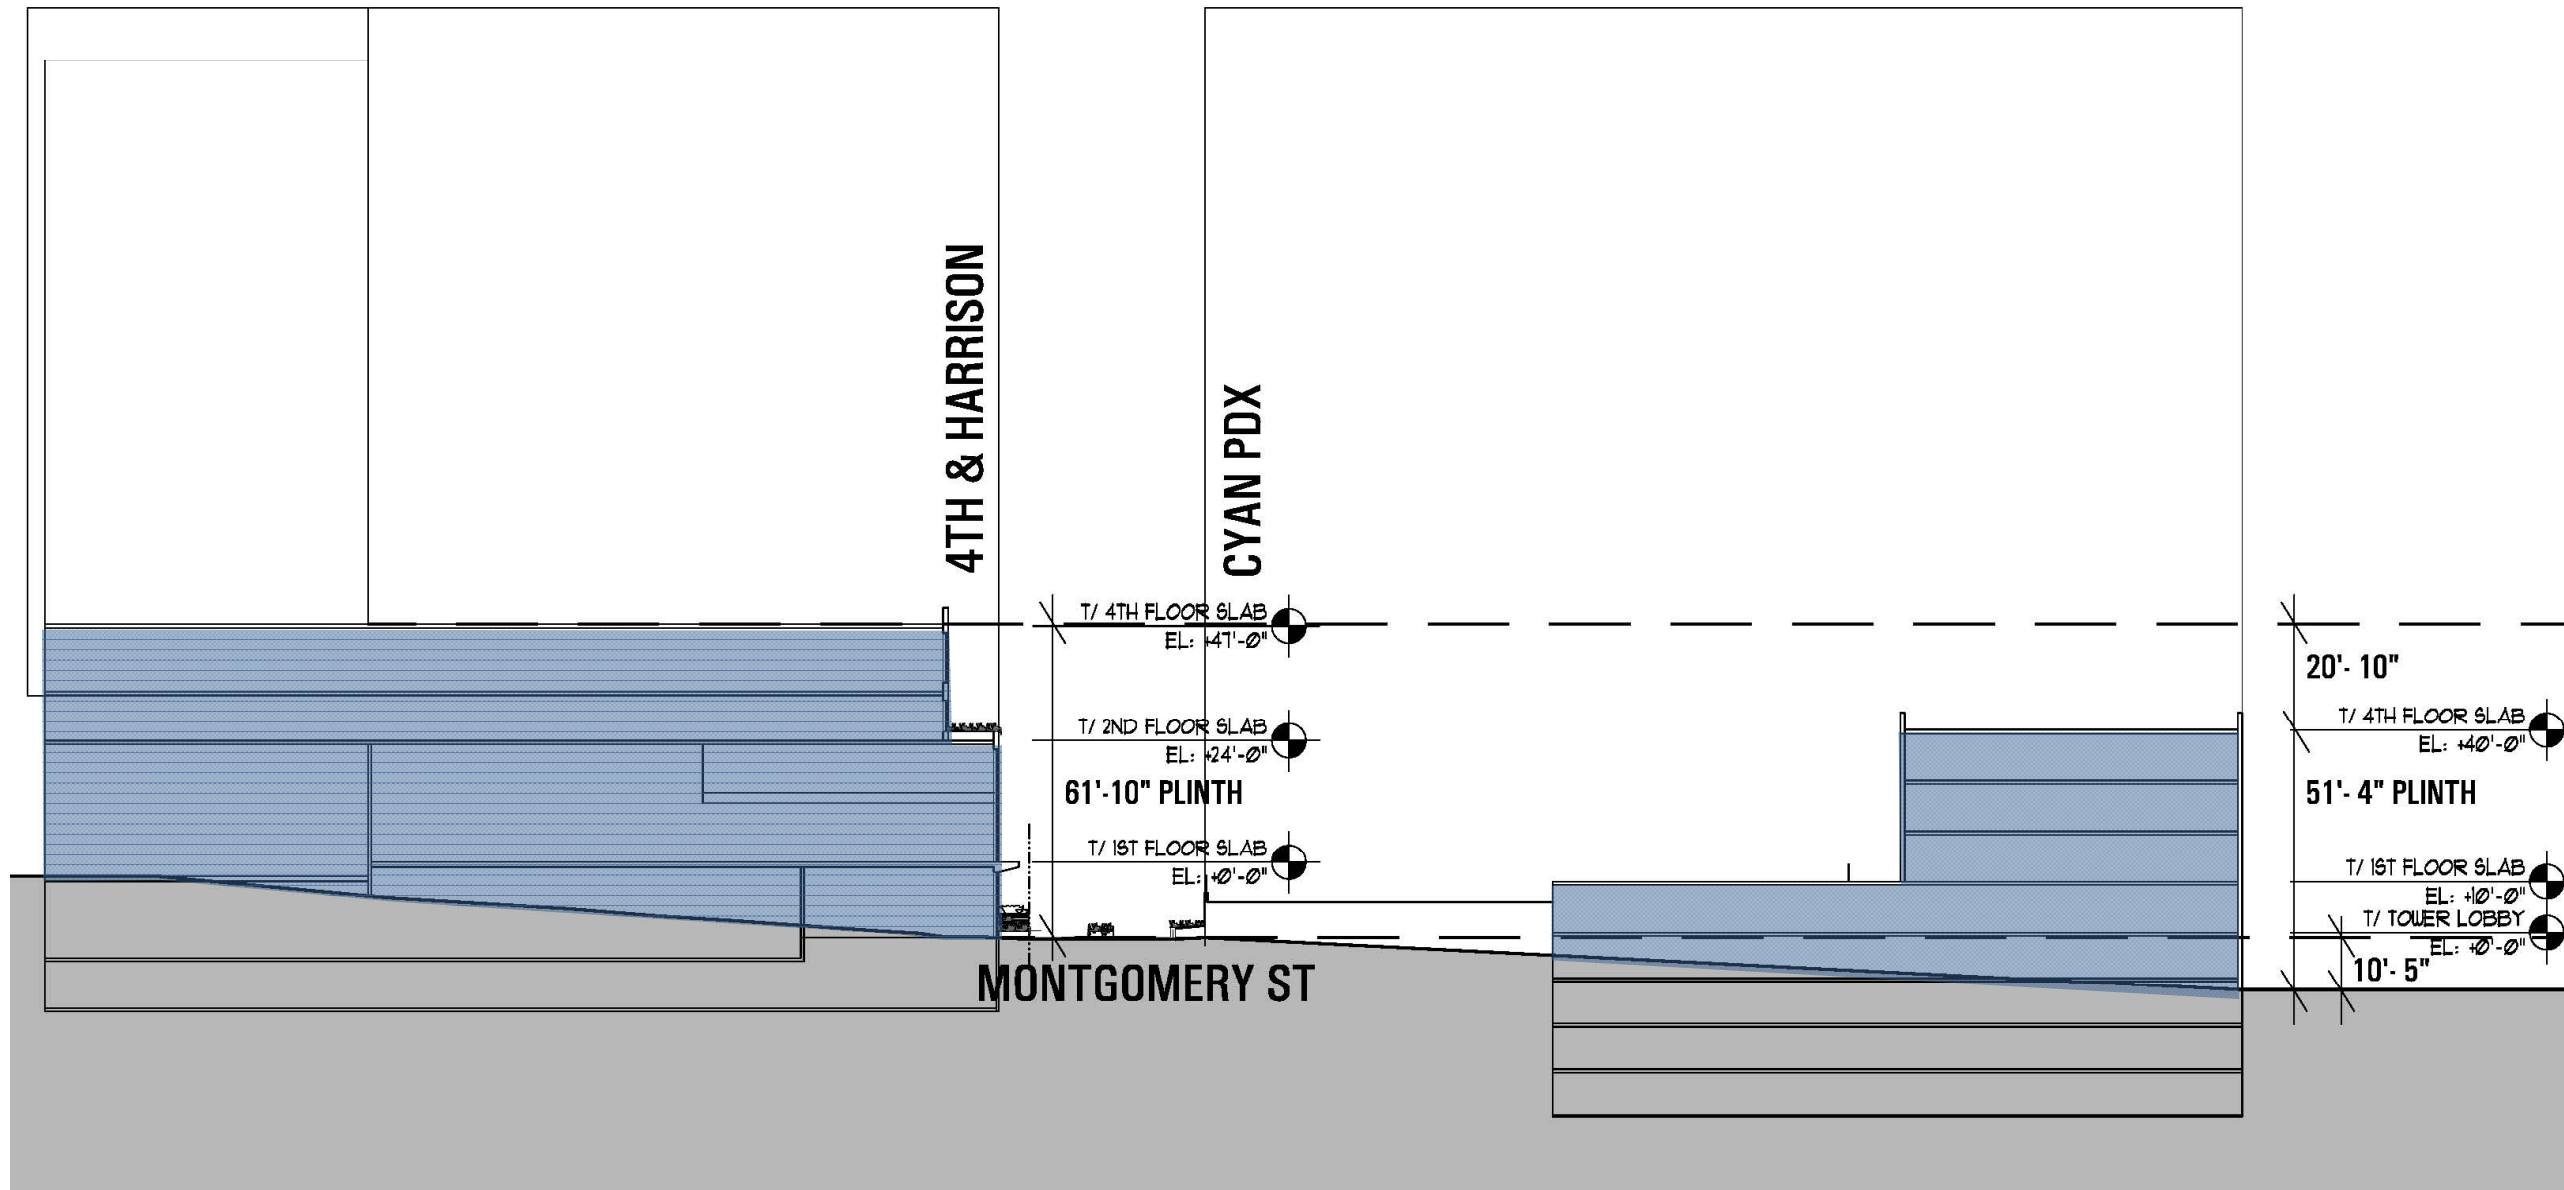 4TH & HARRISON
CYAN PDX
T/ 4TH FLOOR SLAB
EL: +47'-0"
T/ 2ND FLOOR SLAB
EL: +24'-0"
61'-10" PLINTH
T/ 1ST FLOOR SLAB
EL: +0'-0"
MONTGOMERY ST
20'- 10"
T/ 4TH FLOOR SLAB
EL: +40'-0"
51'- 4" PLINTH
T/ 1ST FLOOR SLAB
EL: +10'-0"
T/ TOWER LOBBY
EL: +0'-0"
10'- 5"